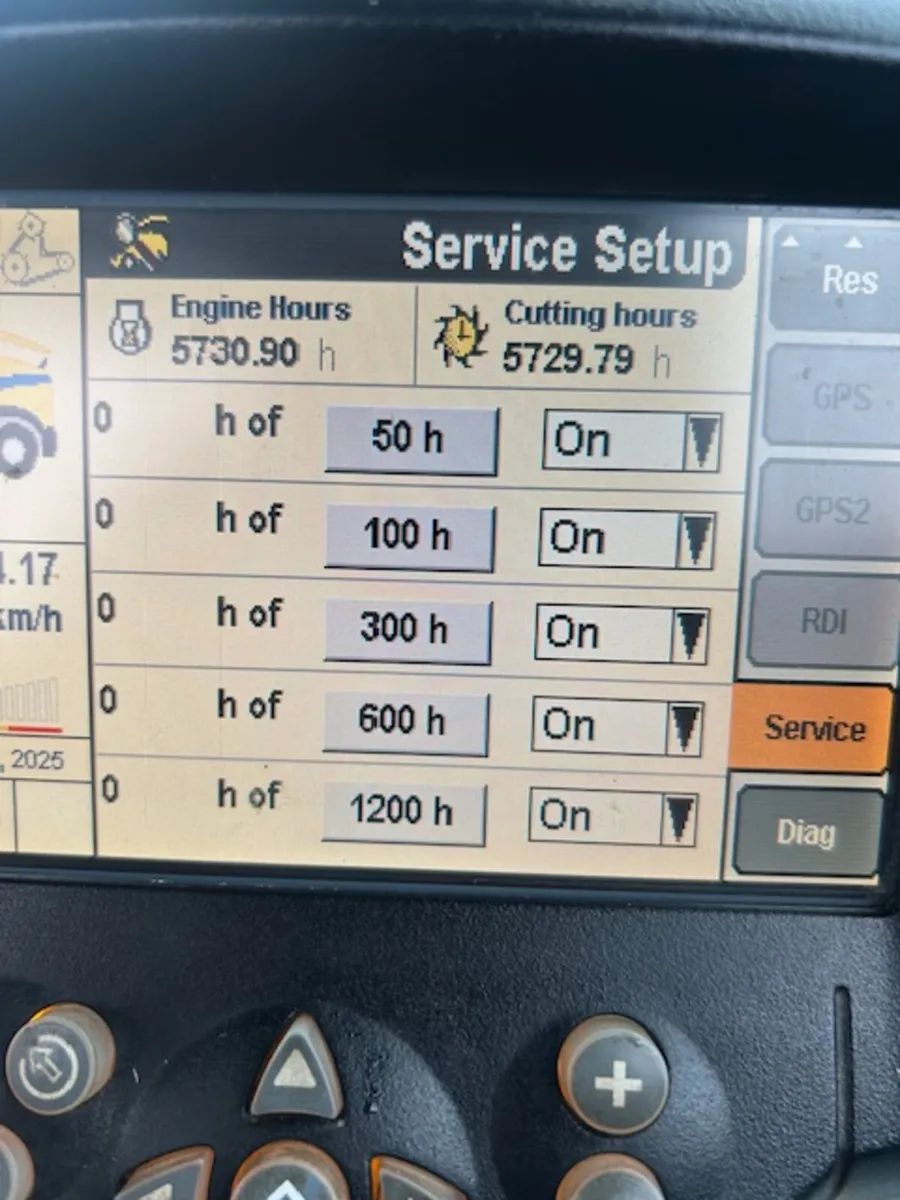 Service Setup
Engine Hours
5730.90 h
Cutting hours
5729.79 h
0 h of 50 h On
0 h of 100 h On
0 h of 300 h On
0 h of 600 h On
0 h of 1200 h On
.17
km/h
, 2025
Res
GPS
GPS2
RDI
Service
Diag